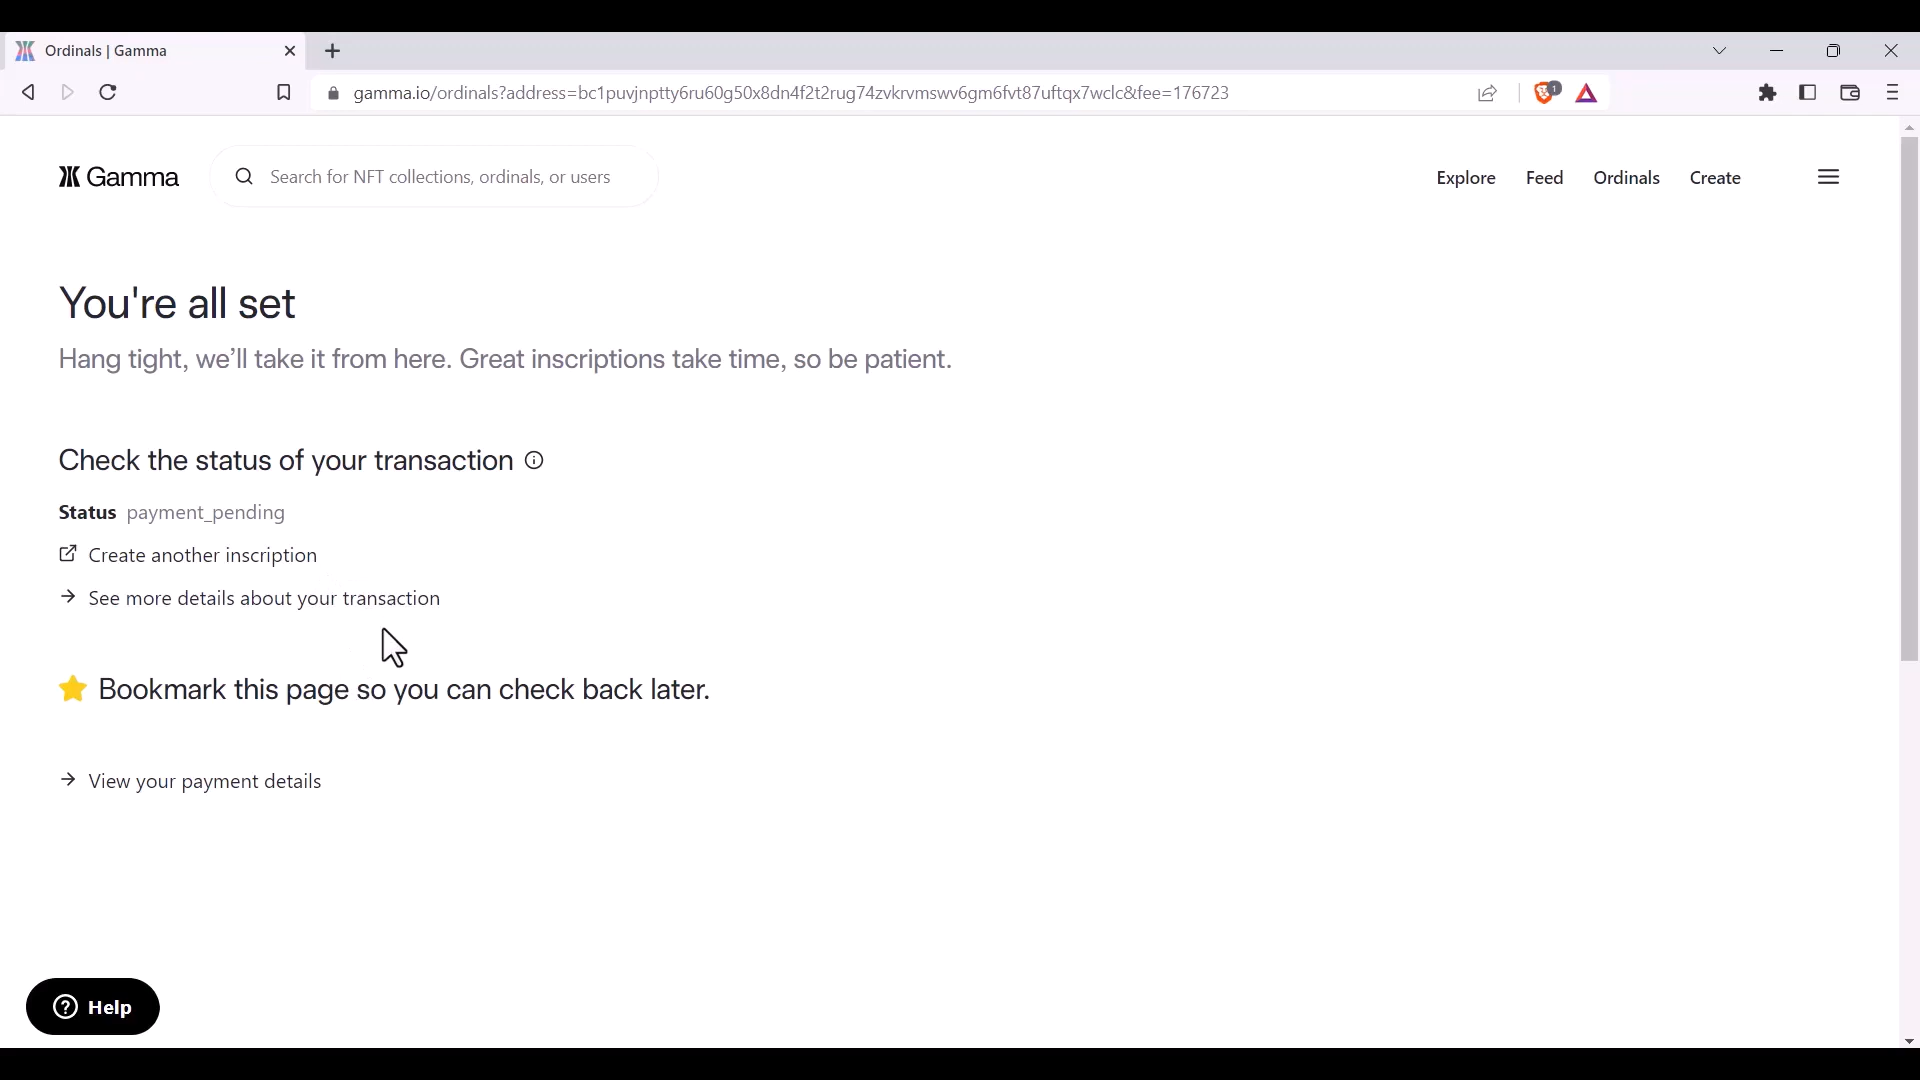 Ordinals | Gamma
gamma.io/ordinals?address=bc1puvjnptty6ru60g50x8dn4f2t2rug74zvkrvmswv6gm6fvt87uftqx7wclc&fee=176723
1
Gamma
Search for NFT collections, ordinals, or users
Explore Feed Ordinals Create
You're all set
Hang tight, we’ll take it from here. Great inscriptions take time, so be patient.
Check the status of your transaction
Status payment_pending
Create another inscription
See more details about your transaction
Bookmark this page so you can check back later.
View your payment details
Help